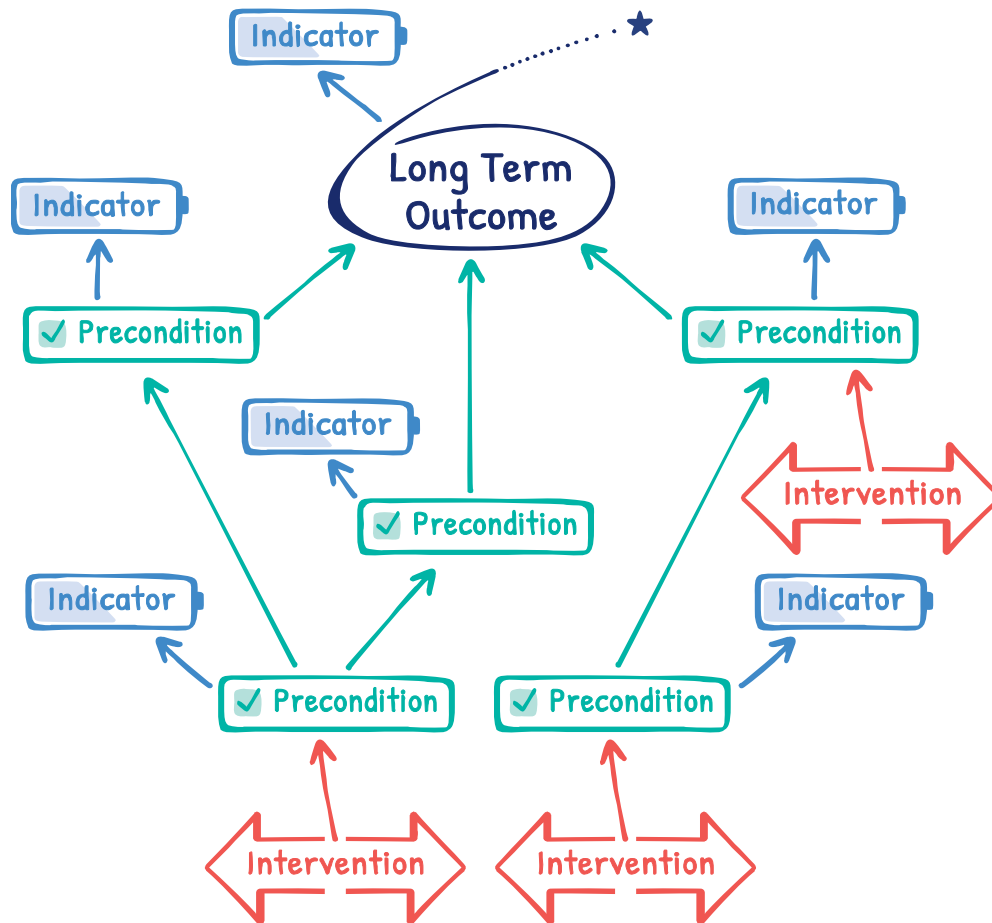 Indicator
Long Term
Outcome
Indicator
Indicator
Precondition
Precondition
Indicator
Intervention
Precondition
Indicator
Indicator
Precondition
Precondition
Intervention
Intervention